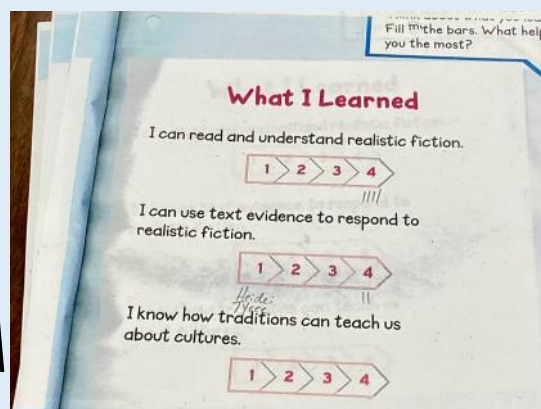 Fill in the bars. What help
you the most?
What I Learned
I can read and understand realistic fiction.
1 2 3 4
I can use text evidence to respond to
realistic fiction.
1 2 3 4
Heidi
I know how traditions can teach us
about cultures.
1 2 3 4